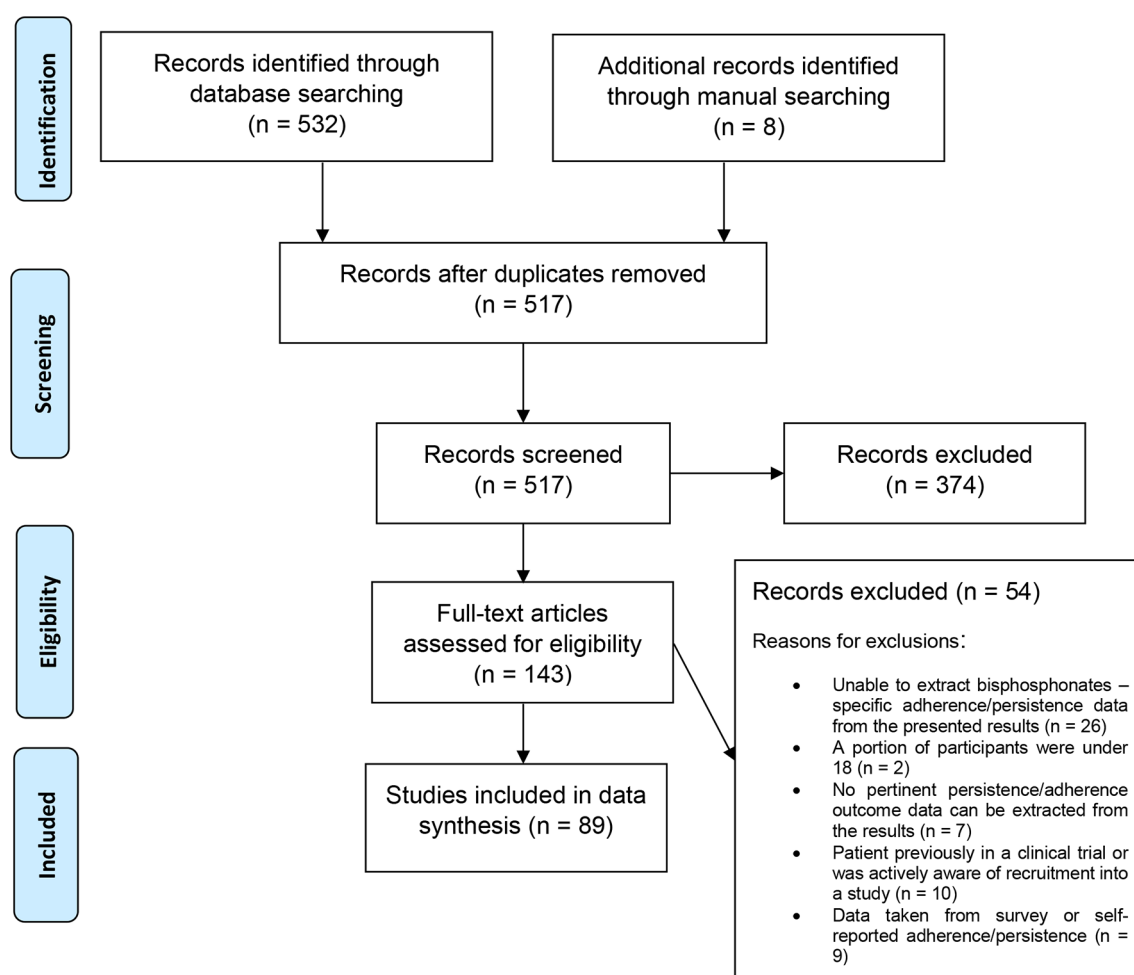 Identification
Records identified through
database searching
(n = 532)
Additional records identified
through manual searching
(n = 8)
Screening
Records after duplicates removed
(n = 517)
Records screened
(n = 517)
Records excluded
(n = 374)
Eligibility
Full-text articles
assessed for eligibility
(n = 143)
Records excluded (n = 54)
Reasons for exclusions:
• Unable to extract bisphosphonates –
specific adherence/persistence data
from the presented results (n = 26)
• A portion of participants were under
18 (n = 2)
• No pertinent persistence/adherence
outcome data can be extracted from
the results (n = 7)
• Patient previously in a clinical trial or
was actively aware of recruitment into
a study (n = 10)
• Data taken from survey or self-
reported adherence/persistence (n =
9)
Included
Studies included in data
synthesis (n = 89)